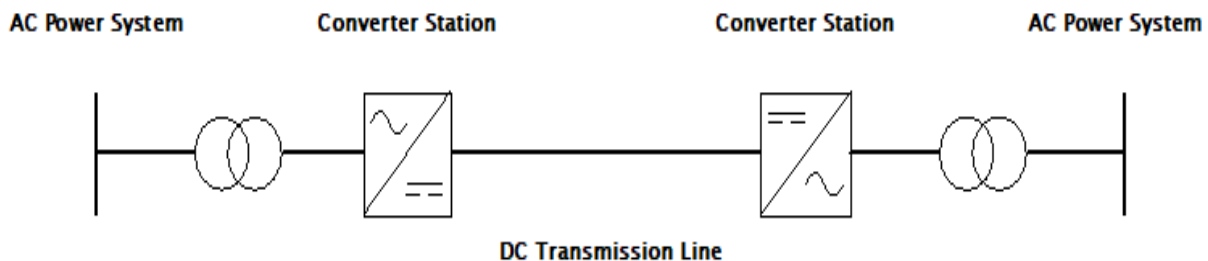 AC Power System
Converter Station
Converter Station
AC Power System
DC Transmission Line